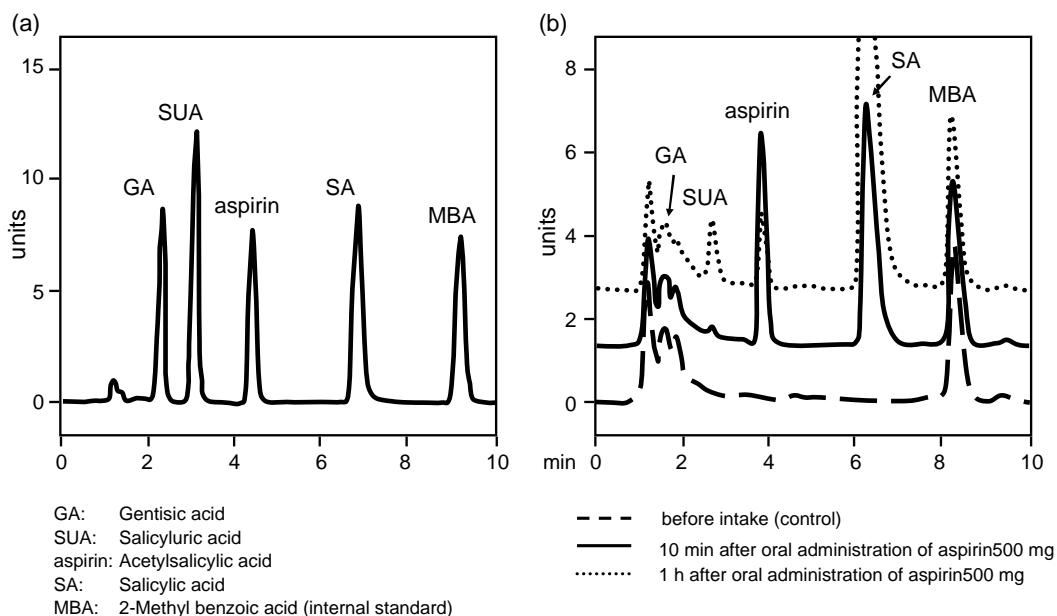 (a)
15
10
5
0
units
GA
SUA
aspirin
SA
MBA
0 2 4 6 8 10
GA: Gentisic acid
SUA: Salicyluric acid
aspirin: Acetylsalicylic acid
SA: Salicylic acid
MBA: 2-Methyl benzoic acid (internal standard)
(b)
8
6
4
2
0
units
GA
SUA
aspirin
SA
MBA
min 0 2 4 6 8 10
before intake (control)
10 min after oral administration of aspirin500 mg
1 h after oral administration of aspirin500 mg